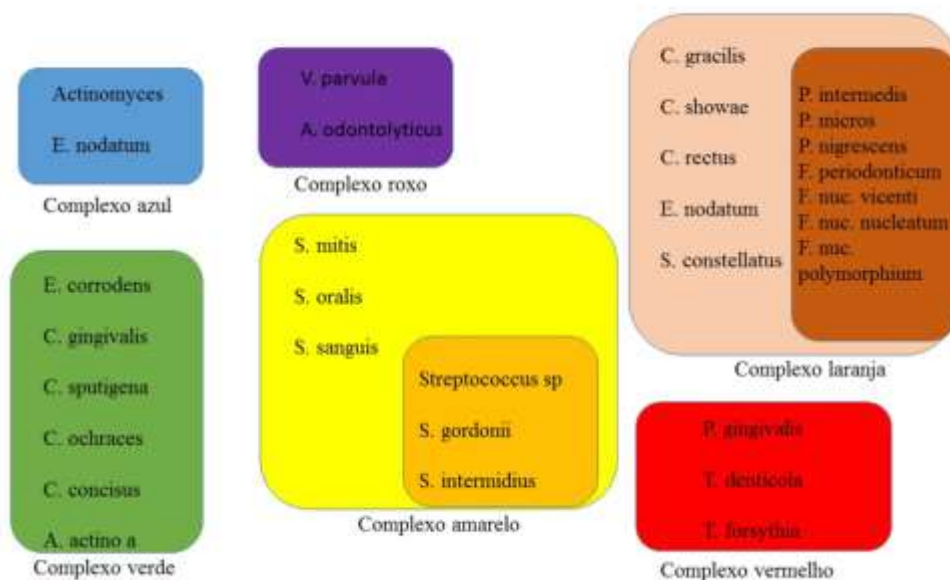 Actinomyces
E. nodatum
Complexo azul
V. parvula
A. odontolyticus
Complexo roxo
C. gracilis
C. showae
C. rectus
E. nodatum
S. constellatus
P. intermedis
P. micros
P. nigrescens
F. periodonticum
F. nuc. vicenti
F. nuc. nucleatum
F. nuc.
polymorphium
Complexo laranja
E. corrodens
C. gingivalis
C. sputigena
C. ochraces
C. concisus
A. actino a
Complexo verde
S. mitis
S. oralis
S. sanguis
Streptococcus sp
S. gordonii
S. intermidius
Complexo amarelo
P. gingivalis
T. denticola
T. forsythia
Complexo vermelho